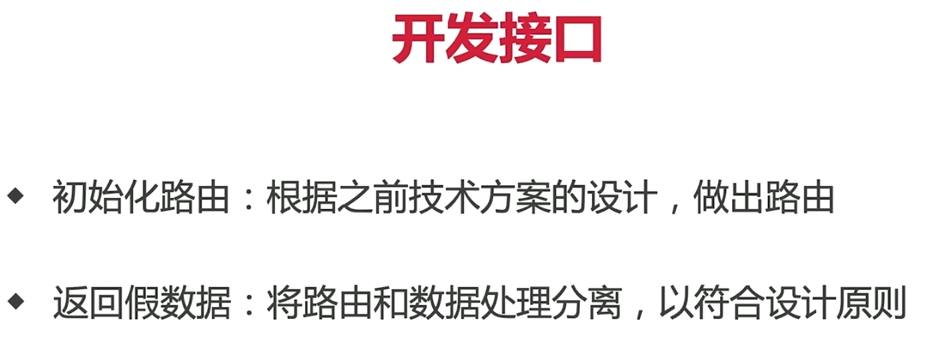 开发接口
◆ 初始化路由：根据之前技术方案的设计，做出路由
◆ 返回假数据：将路由和数据处理分离，以符合设计原则